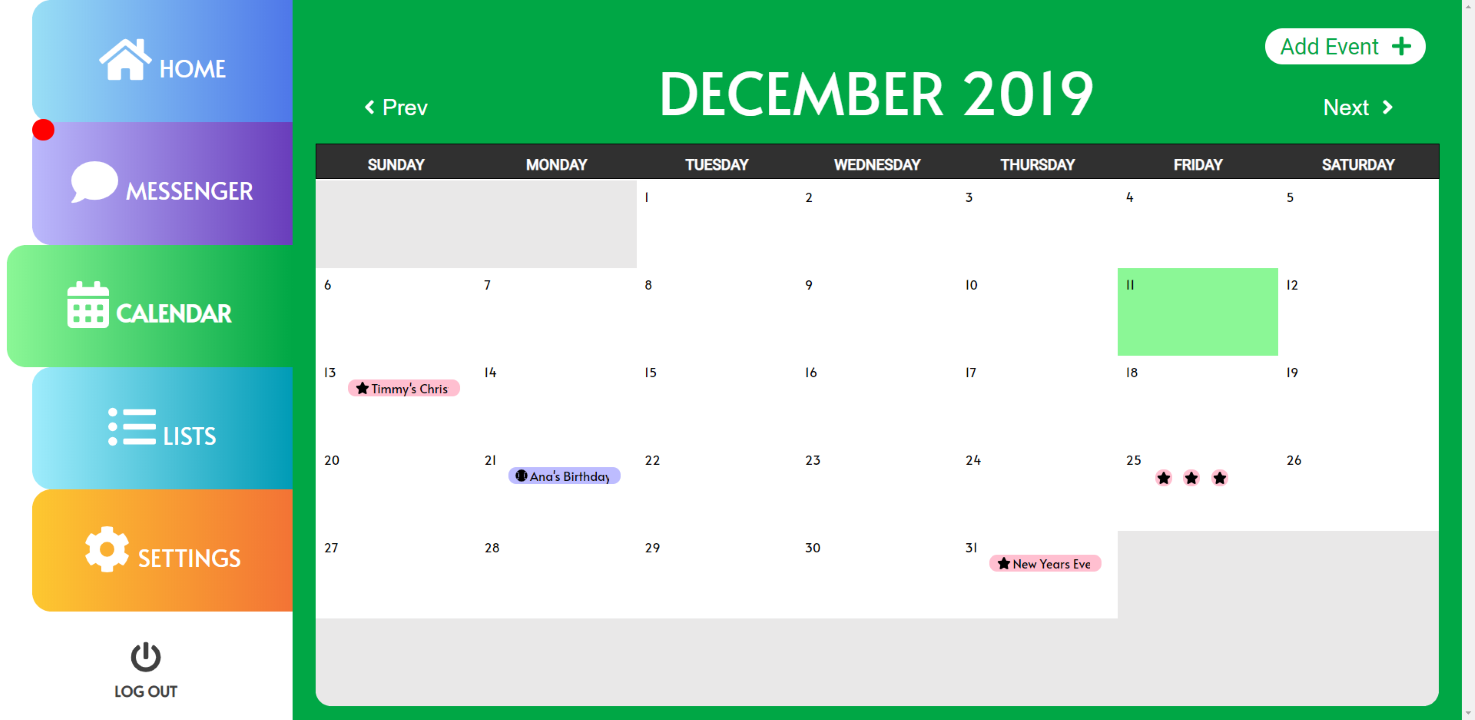 HOME
MESSENGER
CALENDAR
LISTS
SETTINGS
LOG OUT
Add Event
Prev DECEMBER 2019 Next
SUNDAY MONDAY TUESDAY WEDNESDAY THURSDAY FRIDAY SATURDAY
1 2 3 4 5
6 7 8 9 10 11 12
13 14 15 16 17 18 19
Timmy's Chris
20 21 22 23 24 25 26
Ana's Birthday
27 28 29 30 31
New Years Eve